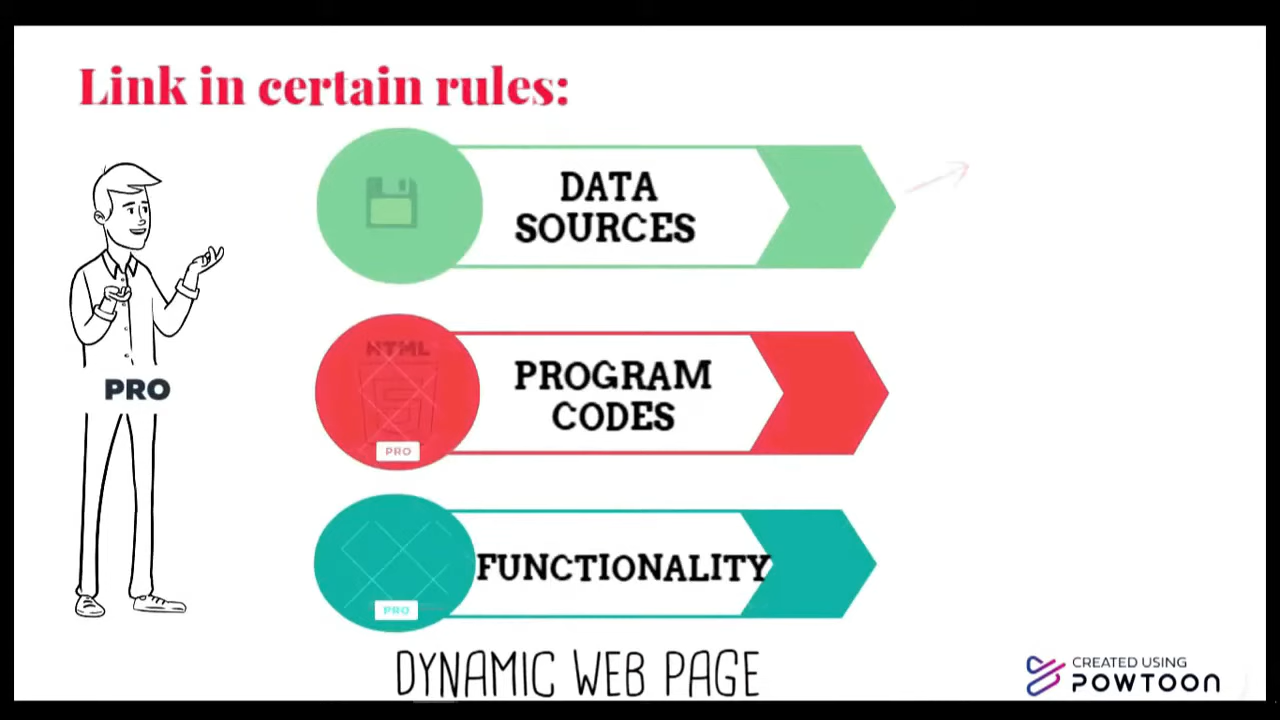 Link in certain rules:
DATA
SOURCES
HTML
PROGRAM
CODES
PRO
PRO
FUNCTIONALITY
PRO
DYNAMIC WEB PAGE
CREATED USING
POWTOON